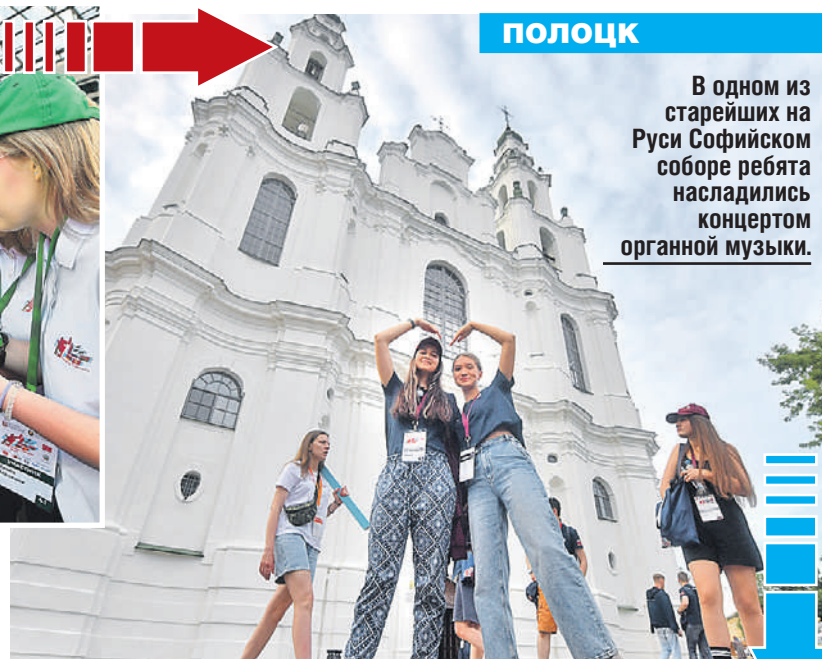 ПОЛОЦК
В одном из
старейших на
Руси Софийском
соборе ребята
насладились
концертом
органной музыки.